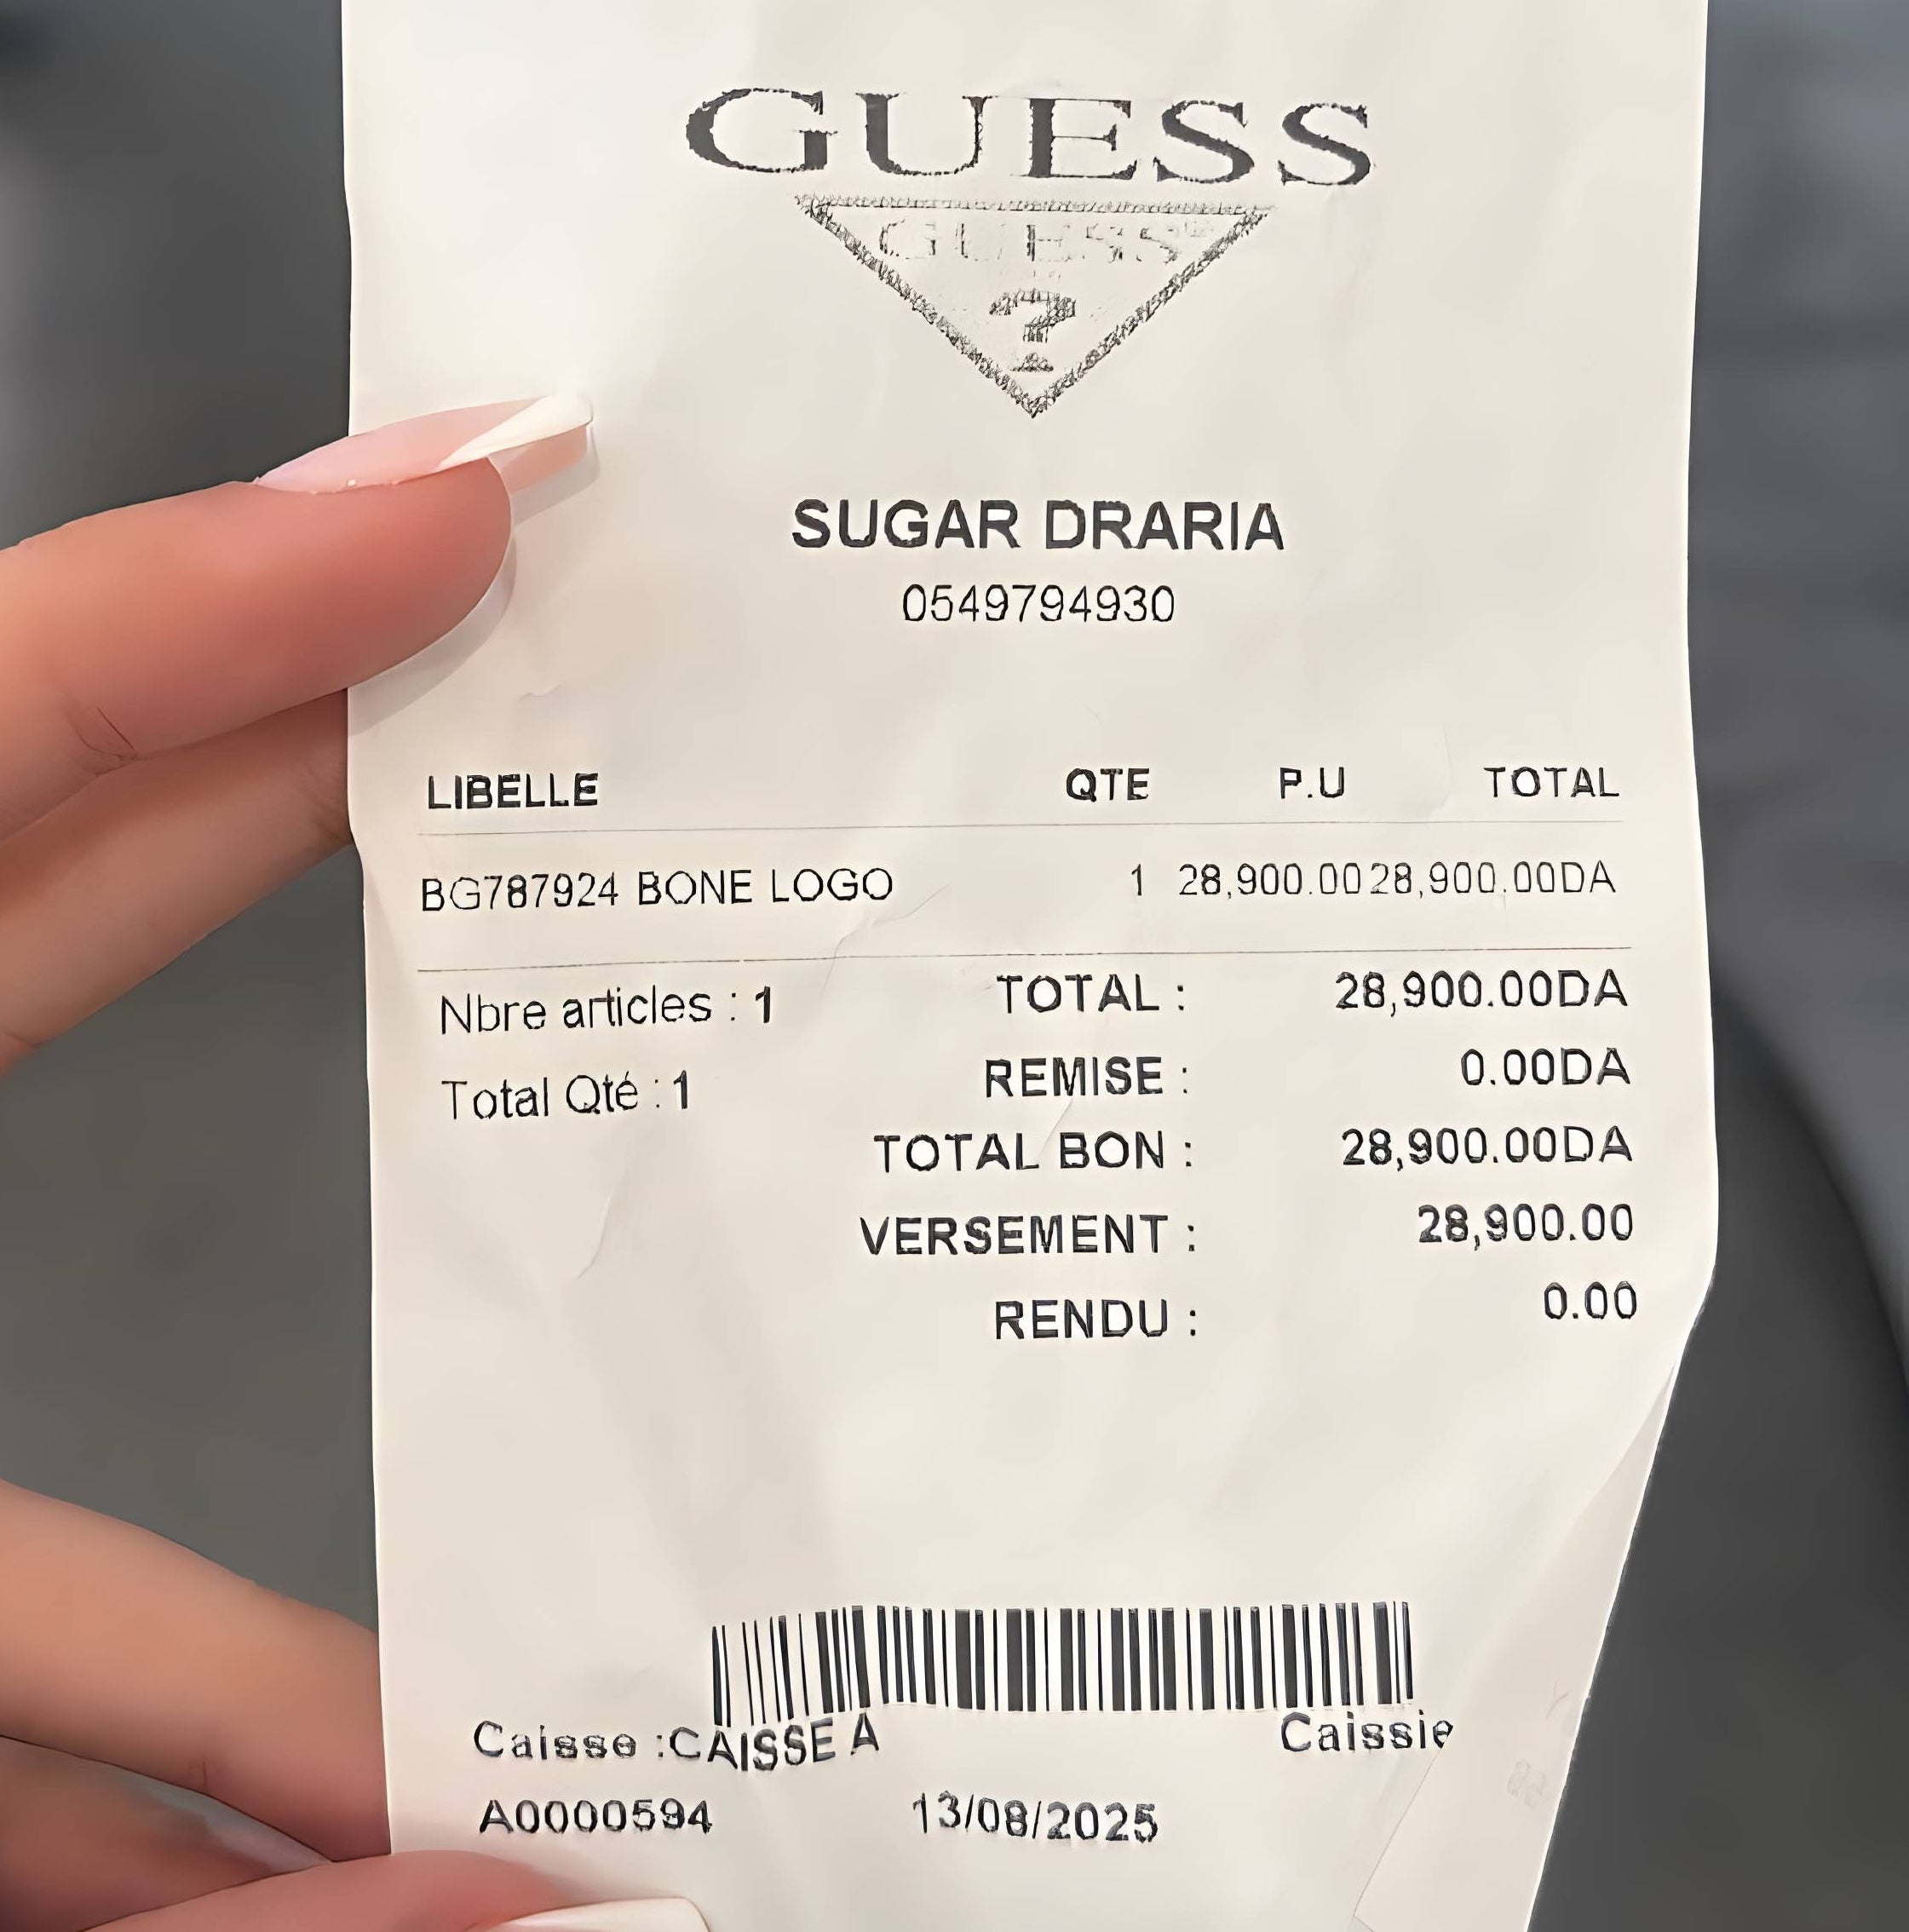 GUESS
GUESS
?
SUGAR DRARIA
0549794930
LIBELLE QTE P.U TOTAL
BG787924 BONE LOGO 1 28,900.00 28,900.00DA
Nbre articles : 1 TOTAL : 28,900.00DA
Total Qté : 1 REMISE : 0.00DA
TOTAL BON : 28,900.00DA
VERSEMENT : 28,900.00
RENDU : 0.00
Caisse :CAISSE A Caissie
A0000594 13/08/2025